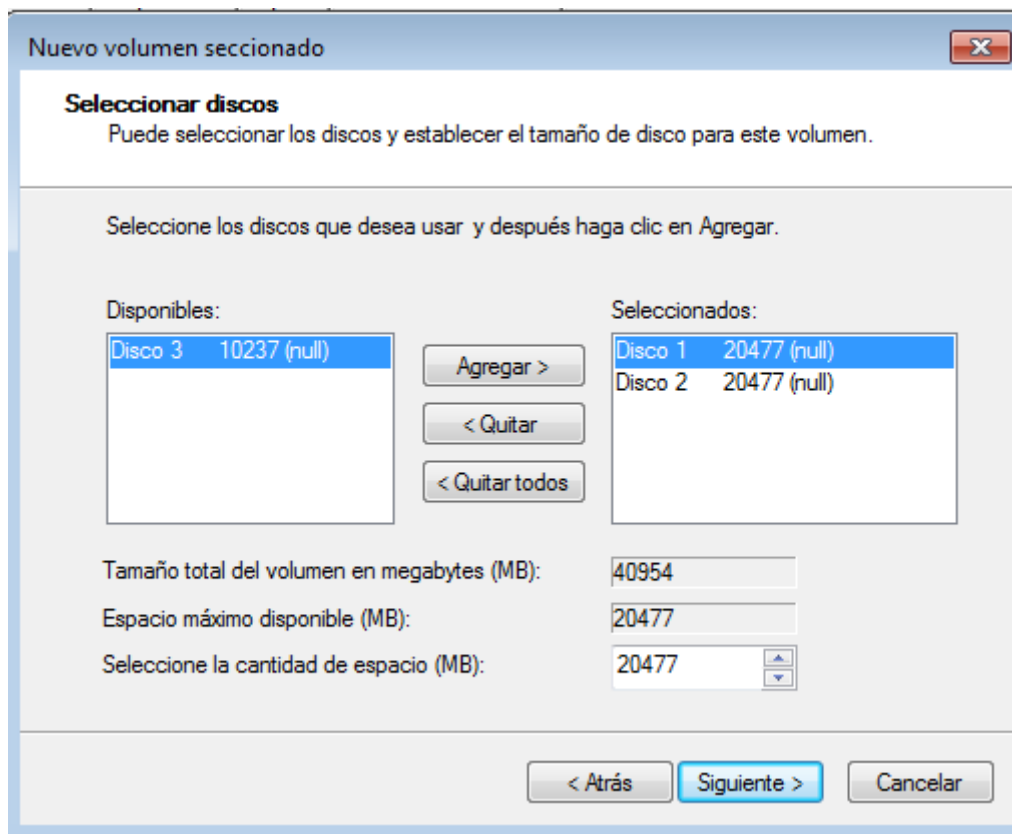 Nuevo volumen seccionado
Seleccionar discos
Puede seleccionar los discos y establecer el tamaño de disco para este volumen.
Seleccione los discos que desea usar y después haga clic en Agregar.
Disponibles:
Disco 3 10237 (null)
Agregar >
< Quitar
< Quitar todos
Seleccionados:
Disco 1 20477 (null)
Disco 2 20477 (null)
Tamaño total del volumen en megabytes (MB): 40954
Espacio máximo disponible (MB): 20477
Seleccione la cantidad de espacio (MB): 20477
< Atrás
Siguiente >
Cancelar